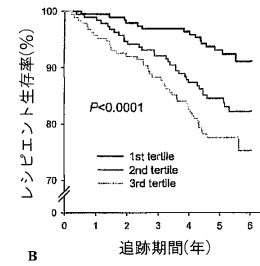 レシピエント生存率(%)
100
90
80
70
0
P<0.0001
1st tertile
2nd tertile
3rd tertile
0 1 2 3 4 5 6
追跡期間(年)
B